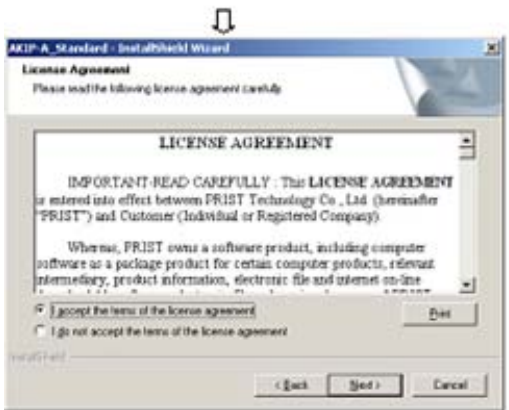 AKIP-A_Standard - InstallShield Wizard
License Agreement
Please read the following license agreement carefully.
LICENSE AGREEMENT
IMPORTANT-READ CAREFULLY : This LICENSE AGREEMENT
is entered into effect between PRIST Technology Co., Ltd. (hereinafter
"PRIST") and Customer (Individual or Registered Company).
Whereas, PRIST owns a software product, including computer
software as a package product for certain computer products, relevant
intermediary, product information, electronic file and internet on-line
I accept the terms of the license agreement
Print
I do not accept the terms of the license agreement
InstallShield
< Back
Next >
Cancel